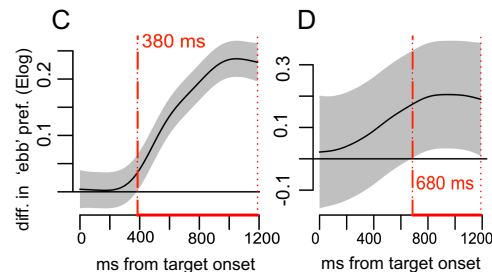 C
D
diff. in 'ebb' pref. (Elog)
0.1
0.2
380 ms
0
400
800
1200
ms from target onset
-0.1
0.1
0.3
680 ms
0
400
800
1200
ms from target onset